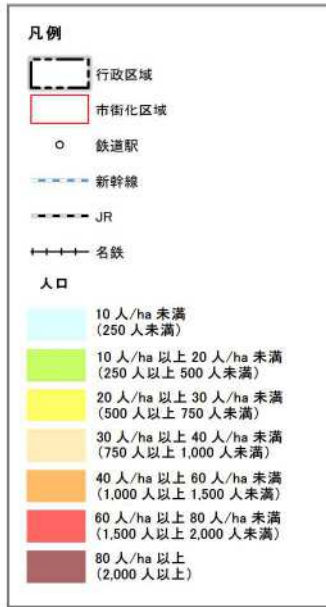 凡例
行政区域
市街化区域
鉄道駅
新幹線
JR
名鉄
人口
10 人/ha 未満
(250 人未満)
10 人/ha 以上 20 人/ha 未満
(250 人以上 500 人未満)
20 人/ha 以上 30 人/ha 未満
(500 人以上 750 人未満)
30 人/ha 以上 40 人/ha 未満
(750 人以上 1,000 人未満)
40 人/ha 以上 60 人/ha 未満
(1,000 人以上 1,500 人未満)
60 人/ha 以上 80 人/ha 未満
(1,500 人以上 2,000 人未満)
80 人/ha 以上
(2,000 人以上)